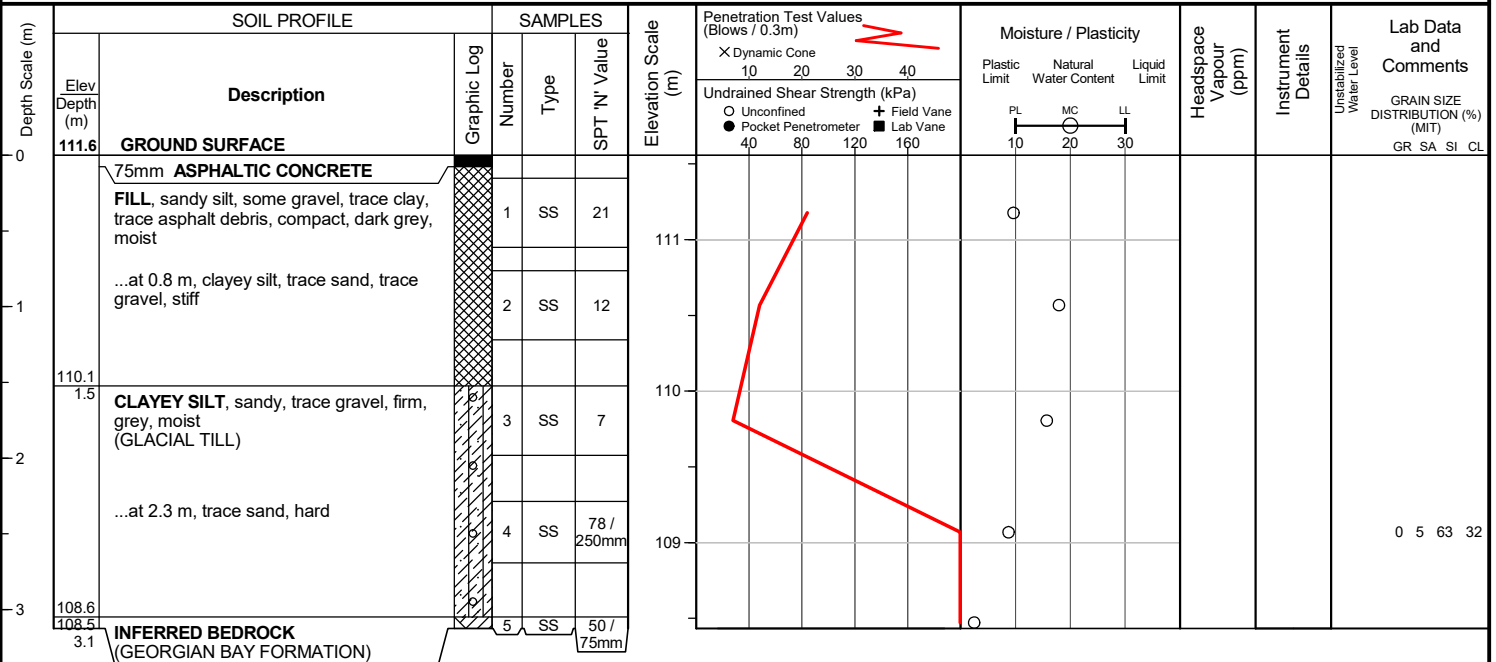 SOIL PROFILE
SAMPLES
Depth Scale (m)
Elev
Depth
(m)
Description
Graphic Log
Number
Type
SPT 'N' Value
Elevation Scale
(m)
Penetration Test Values
(Blows / 0.3m)
× Dynamic Cone
10 20 30 40
Undrained Shear Strength (kPa)
Unconfined + Field Vane
Pocket Penetrometer ■ Lab Vane
40 80 120 160
Moisture / Plasticity
Plastic
Limit
Natural
Water Content
Liquid
Limit
PL MC LL
10 20 30
Headspace
Vapour
(ppm)
Instrument
Details
Unstabilized
Water Level
Lab Data
and
Comments
GRAIN SIZE
DISTRIBUTION (%)
(MIT)
GR SA SI CL
111.6 GROUND SURFACE
0
75mm ASPHALTIC CONCRETE
FILL, sandy silt, some gravel, trace clay,
trace asphalt debris, compact, dark grey,
moist
1 SS 21
111
...at 0.8 m, clayey silt, trace sand, trace
gravel, stiff
1
2 SS 12
110.1
1.5
110
CLAYEY SILT, sandy, trace gravel, firm,
grey, moist
(GLACIAL TILL)
3 SS 7
2
...at 2.3 m, trace sand, hard
4 SS 78 /
250mm
109
0 5 63 32
3
108.6
108.5
3.1
INFERRED BEDROCK
(GEORGIAN BAY FORMATION)
5 SS 50 /
75mm